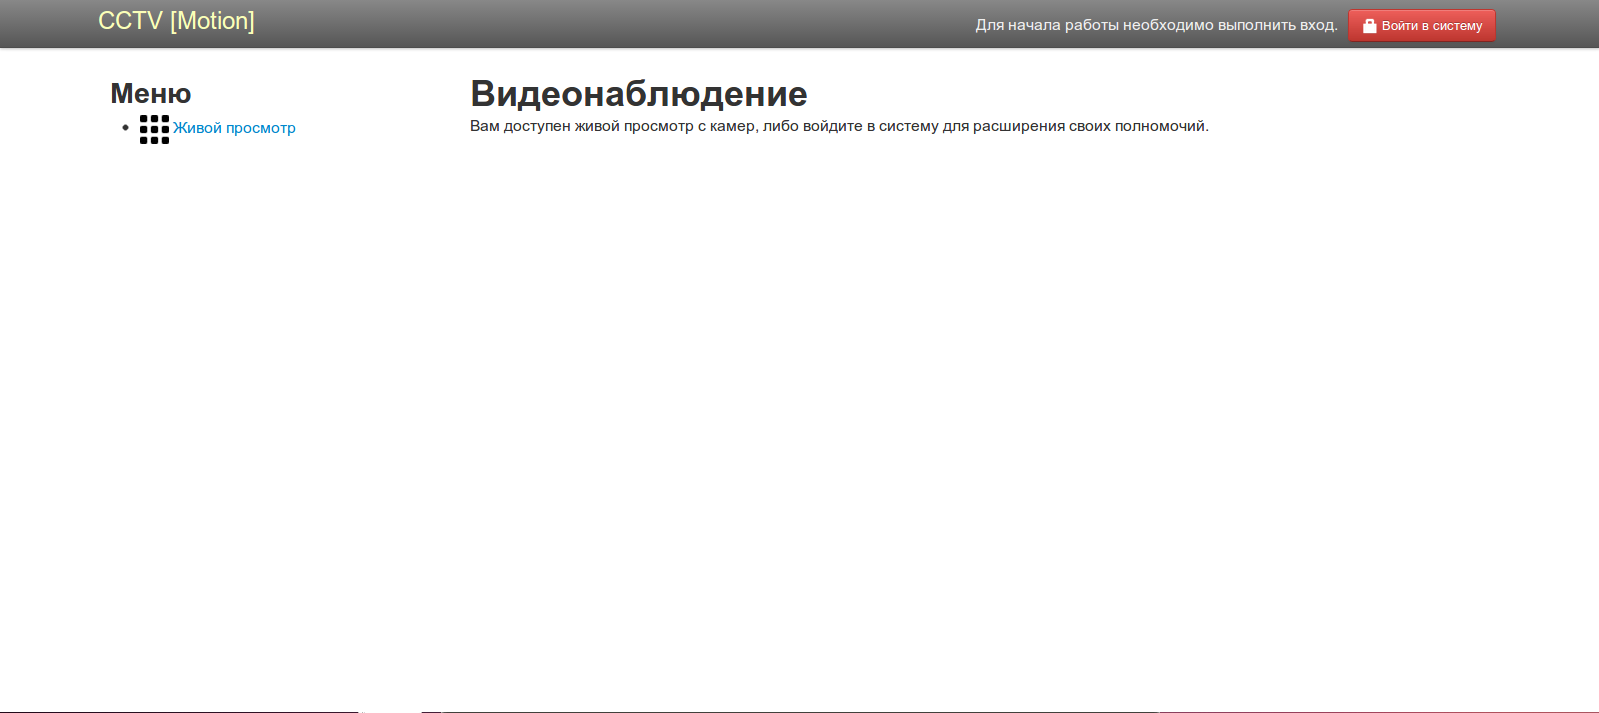 CCTV [Motion]
Для начала работы необходимо выполнить вход.
Войти в систему
Меню
Живой просмотр
Видеонаблюдение
Вам доступен живой просмотр с камер, либо войдите в систему для расширения своих полномочий.